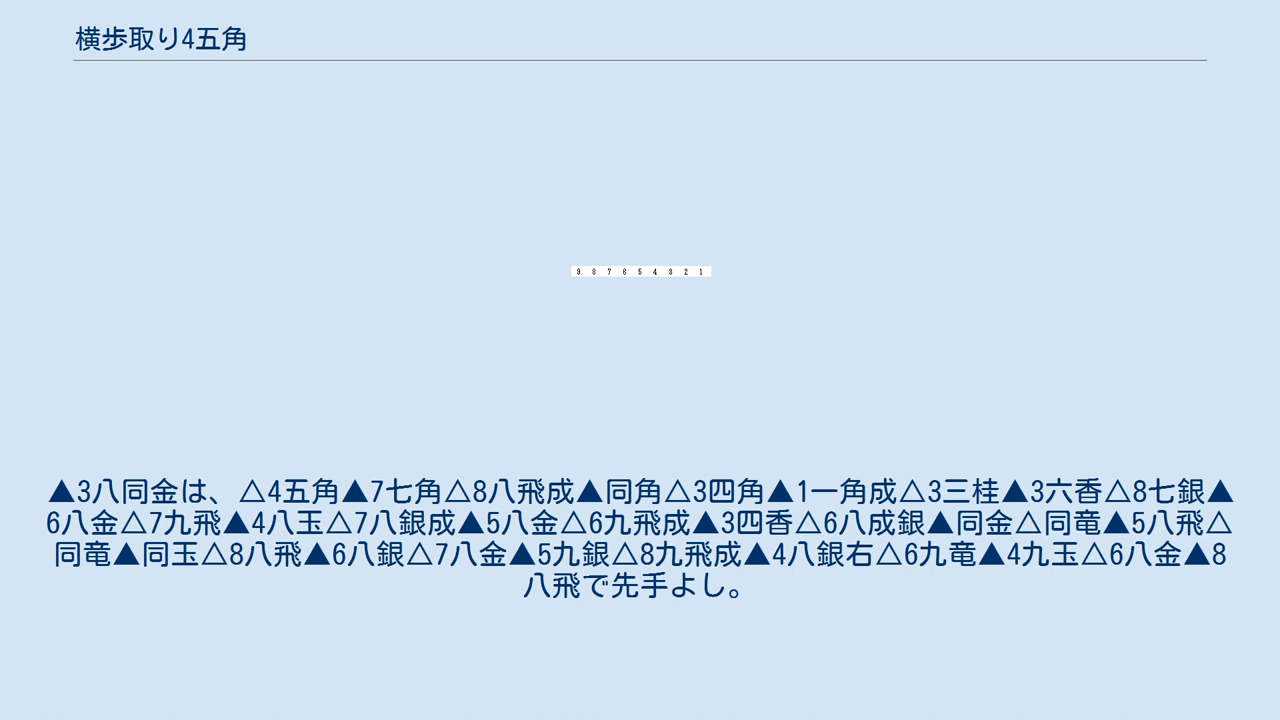 横歩取り4五角
9 8 7 6 5 4 3 2 1
▲3八同金は、△4五角▲7七角△8八飛成▲同角△3四角▲1一角成△3三桂▲3六香△8七銀▲
6八金△7九飛▲4八玉△7八銀成▲5八金△6九飛成▲3四香△6八成銀▲同金△同竜▲5八飛△
同竜▲同玉△8八飛▲6八銀△7八金▲5九銀△8九飛成▲4八銀右△6九竜▲4九玉△6八金▲8
八飛で先手よし。